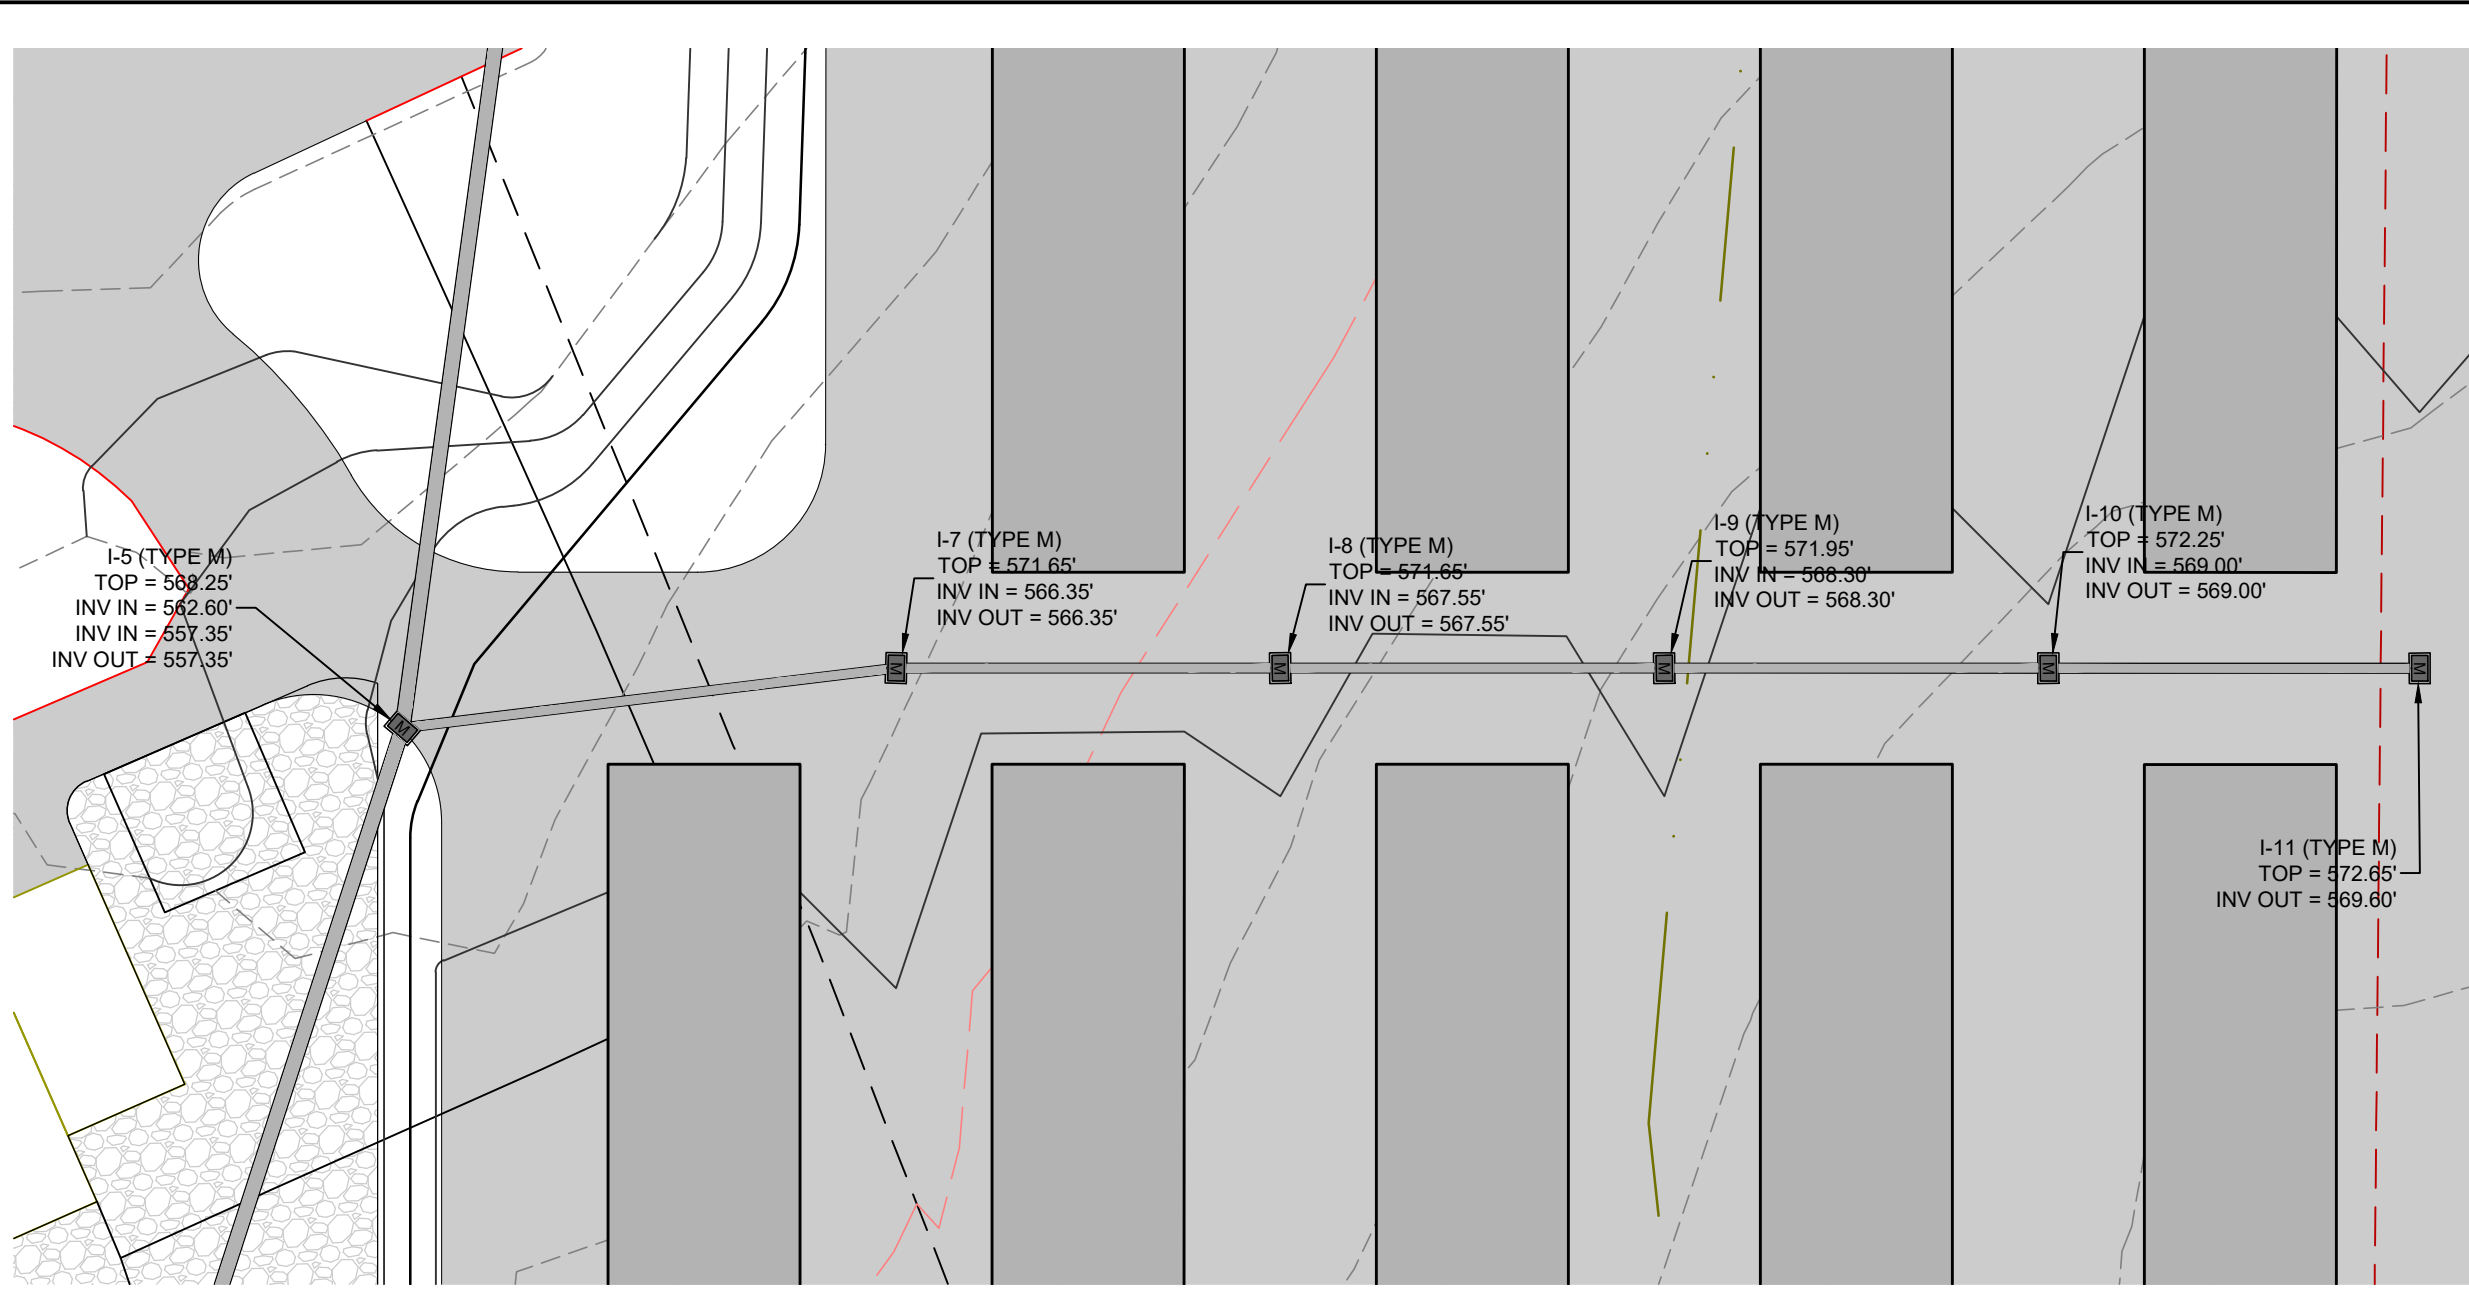 I-5 (TYPE M)
TOP = 568.25'
INV IN = 562.60'
INV IN = 557.35'
INV OUT = 557.35'
I-7 (TYPE M)
TOP = 571.65'
INV IN = 566.35'
INV OUT = 566.35'
I-8 (TYPE M)
TOP = 571.65'
INV IN = 567.55'
INV OUT = 567.55'
I-9 (TYPE M)
TOP = 571.95'
INV IN = 568.30'
INV OUT = 568.30'
I-10 (TYPE M)
TOP = 572.25'
INV IN = 569.00'
INV OUT = 569.00'
M
M
M
M
M
M
I-11 (TYPE M)
TOP = 572.65'
INV OUT = 569.60'